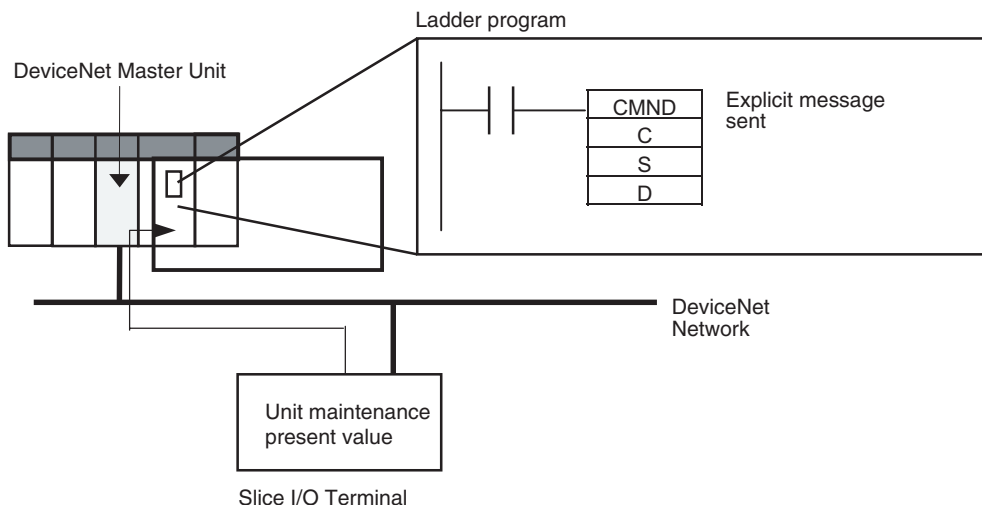 Ladder program
DeviceNet Master Unit
CMND
C
S
D
Explicit message
sent
DeviceNet
Network
Unit maintenance
present value
Slice I/O Terminal